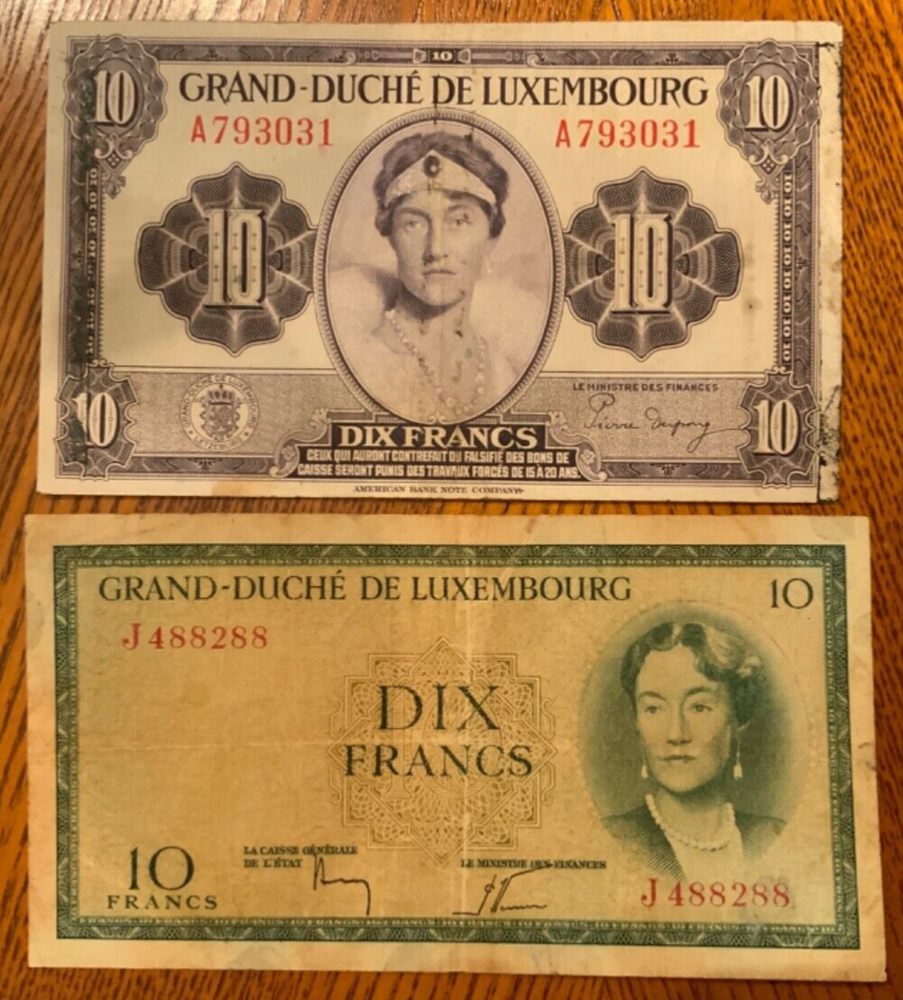 10
10 GRAND-DUCHÉ DE LUXEMBOURG 10
A793031 A793031
10 10
LE MINISTRE DES FINANCES
Pierre Dupong
10 DIX FRANCS 10
CEUX QUI AURONT CONTREFAIT OU FALSIFIÉ DES BONS DE
CAISSE SERONT PUNIS DES TRAVAUX FORCÉS DE 15 À 20 ANS.
AMERICAN BANK NOTE COMPANY
GRAND-DUCHÉ DE LUXEMBOURG 10
J488288
DIX
FRANCS
10
FRANCS
LA CAISSE GÉNÉRALE
DE L'ÉTAT
LE MINISTRE DES FINANCES
J488288